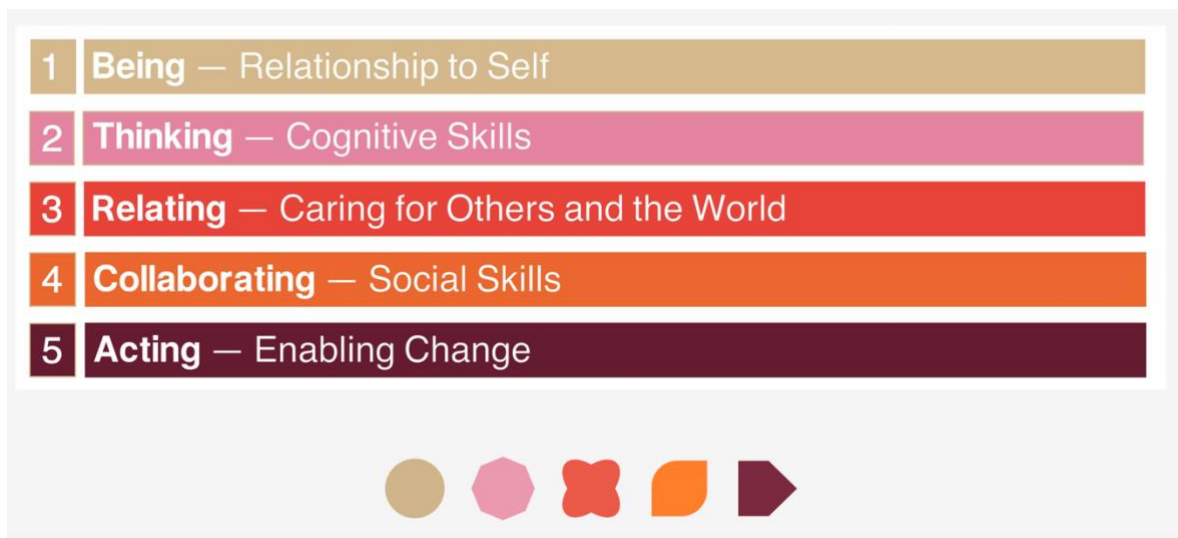 1 Being — Relationship to Self
2 Thinking — Cognitive Skills
3 Relating — Caring for Others and the World
4 Collaborating — Social Skills
5 Acting — Enabling Change